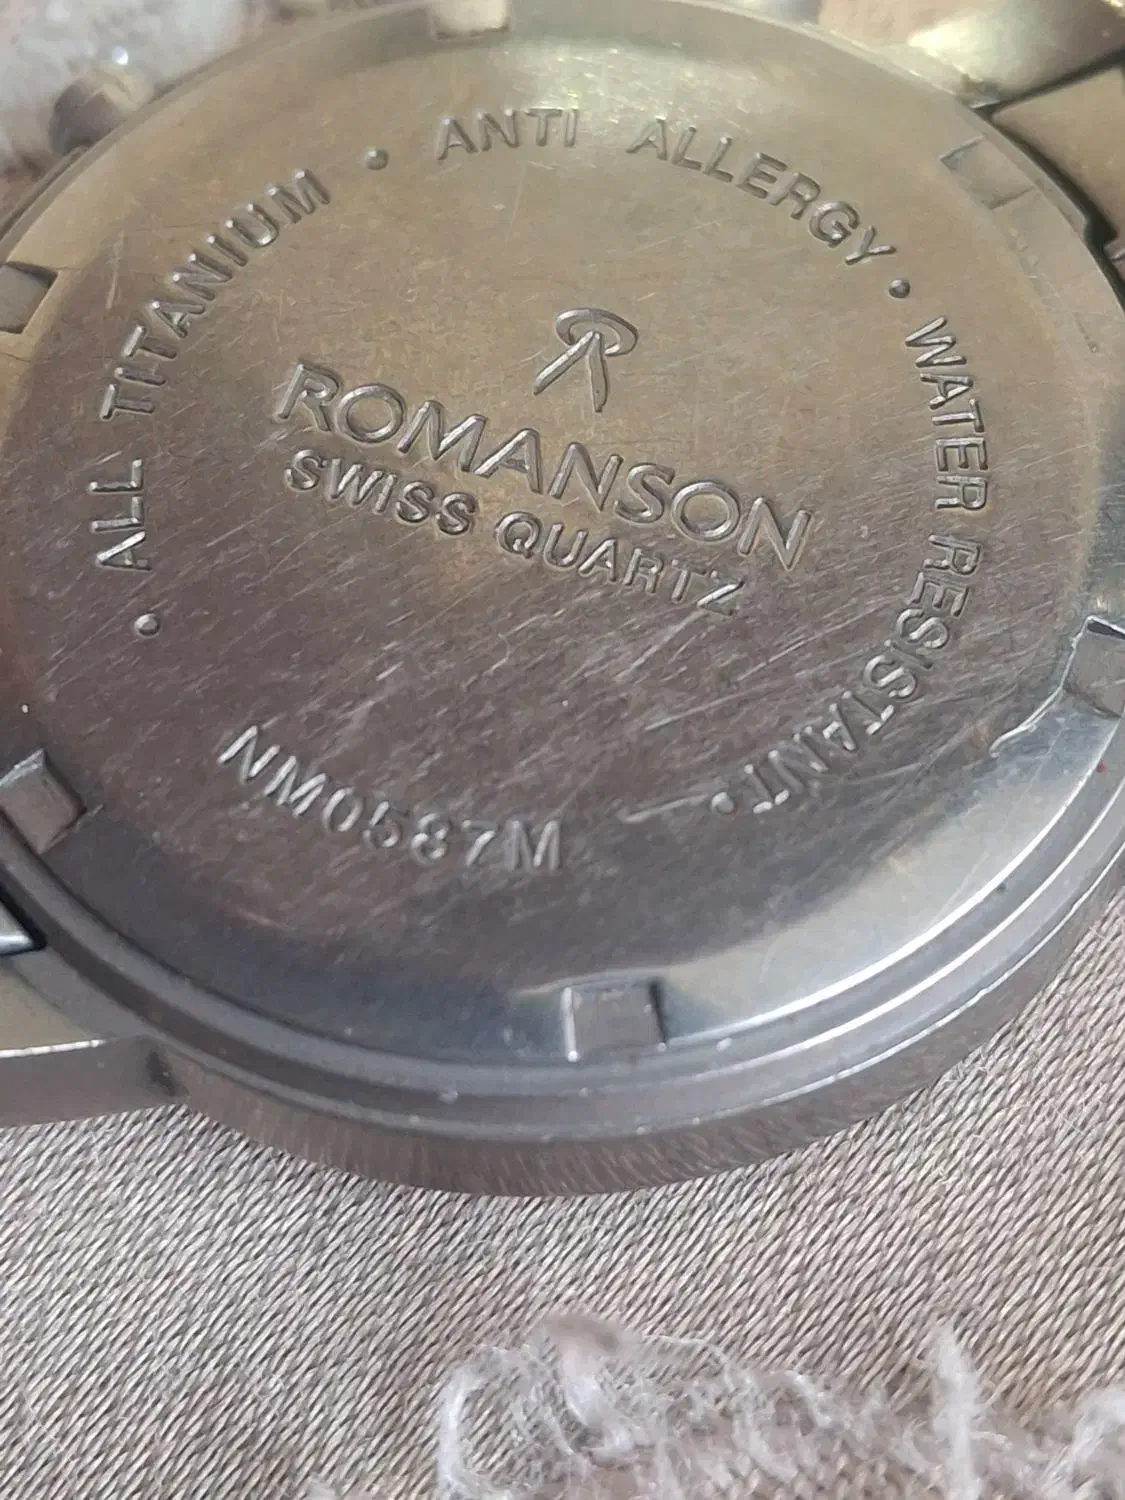 ALL TITANIUM • ANTI ALLERGY • WATER RESISTANT •
ROMANSON
SWISS QUARTZ
NM0587M